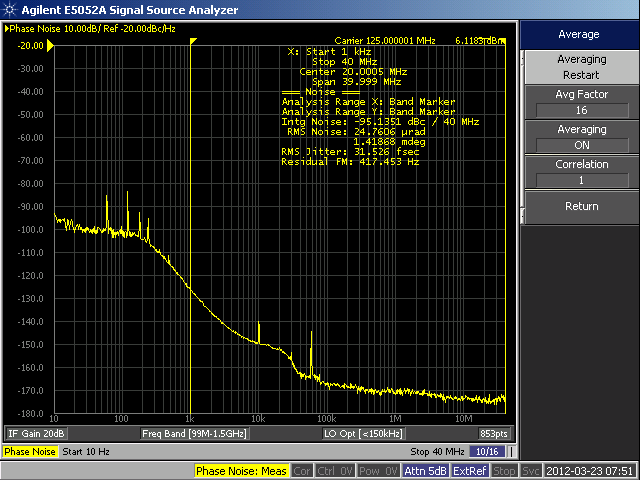 Agilent E5052A Signal Source Analyzer
Phase Noise 10.00dB/ Ref -20.00dBc/Hz
Carrier 125.000001 MHz 6.1183 dBm
X: Start 1 kHz
Stop 40 MHz
Center 20.0005 MHz
Span 39.999 MHz
=== Noise ===
Analysis Range X: Band Marker
Analysis Range Y: Band Marker
Intg Noise: -95.1351 dBc / 40 MHz
RMS Noise: 24.7606 µrad
1.41868 mdeg
RMS Jitter: 31.526 fsec
Residual FM: 417.453 Hz
-20.00
-30.00
-40.00
-50.00
-60.00
-70.00
-80.00
-90.00
-100.0
-110.0
-120.0
-130.0
-140.0
-150.0
-160.0
-170.0
-180.0
10 100 1k 10k 100k 1M 10M
IF Gain 20dB Freq Band [99M-1.5GHz] LO Opt [<150kHz] 853pts
Phase Noise Start 10 Hz Stop 40 MHz 10/16
Phase Noise: Meas Cor Ctrl 0V Pow 0V Attn 5dB ExtRef Stop Svc 2012-03-23 07:51
Average
Averaging
Restart
Avg Factor
16
Averaging
ON
Correlation
1
Return